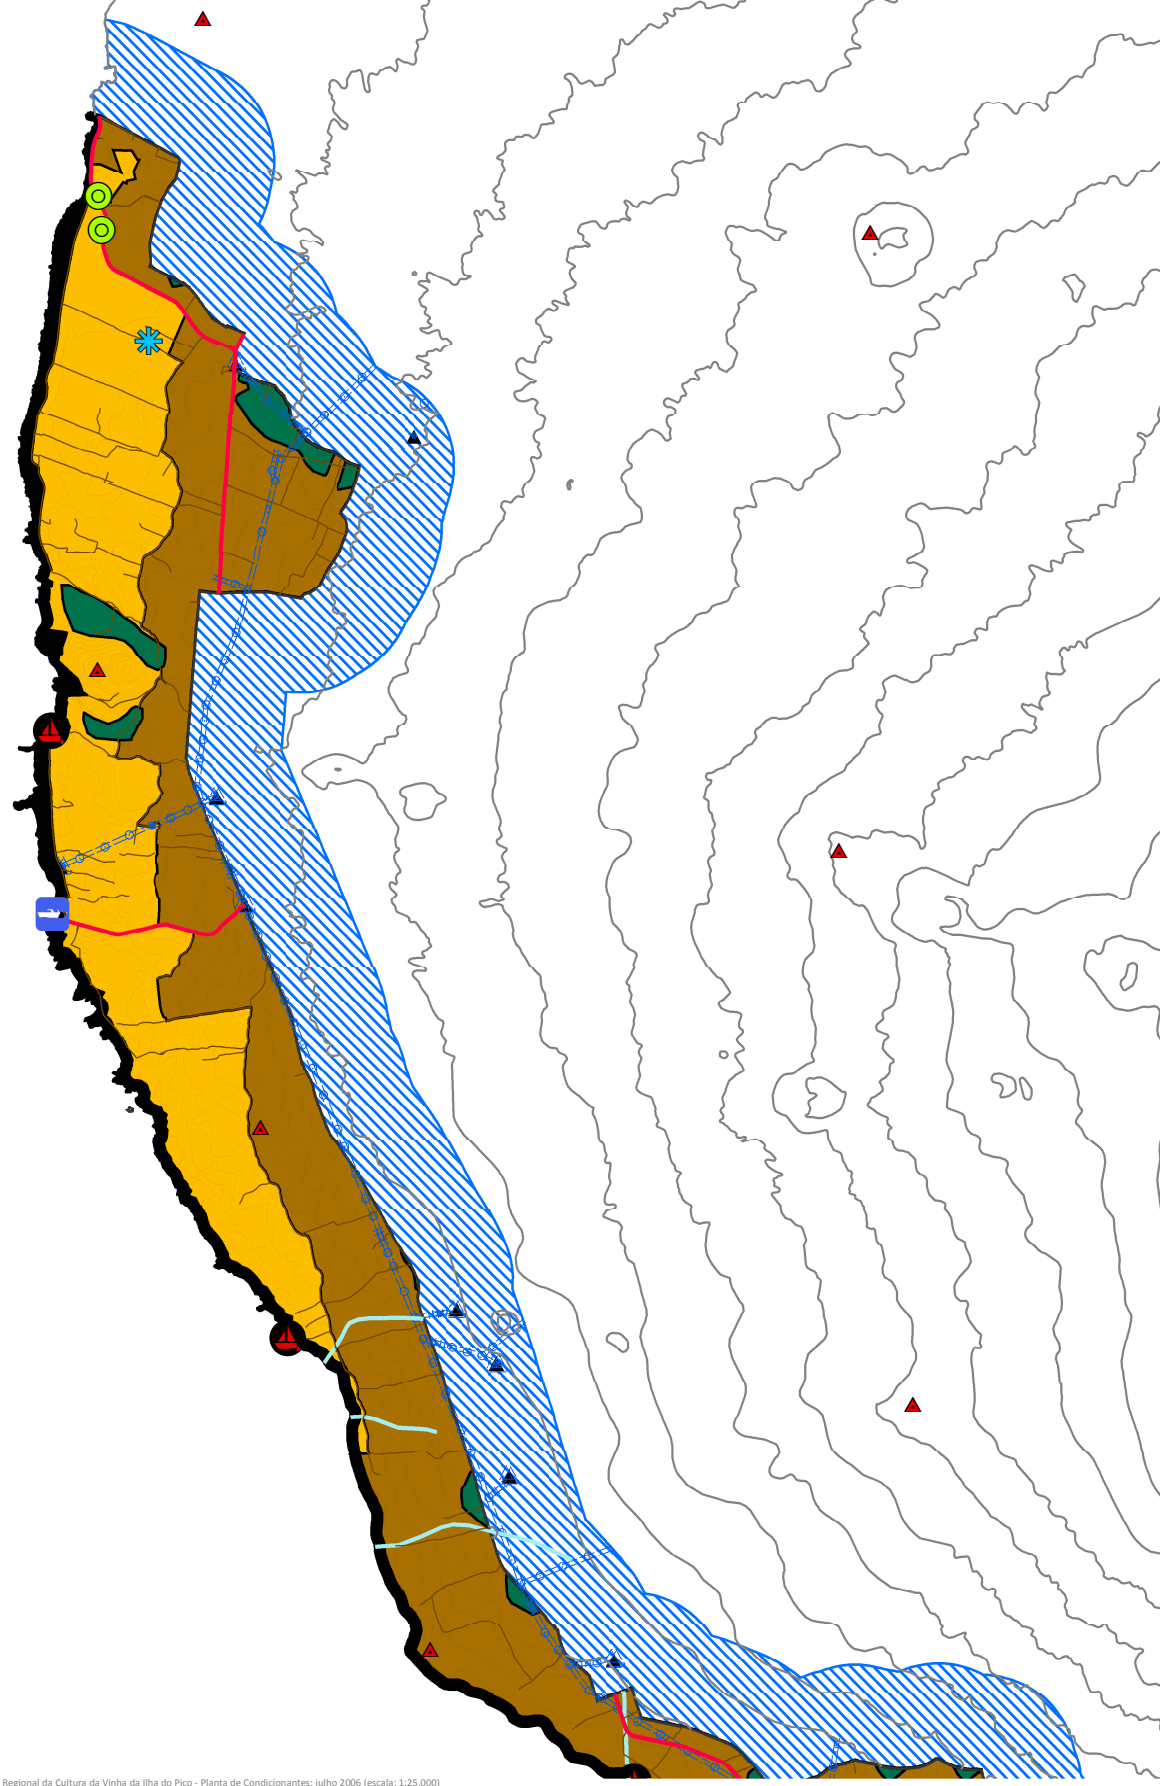 Regional da Cultura da Vinha da Ilha do Pico - Planta de Condicionantes: julho 2006 (escala: 1:25.000)